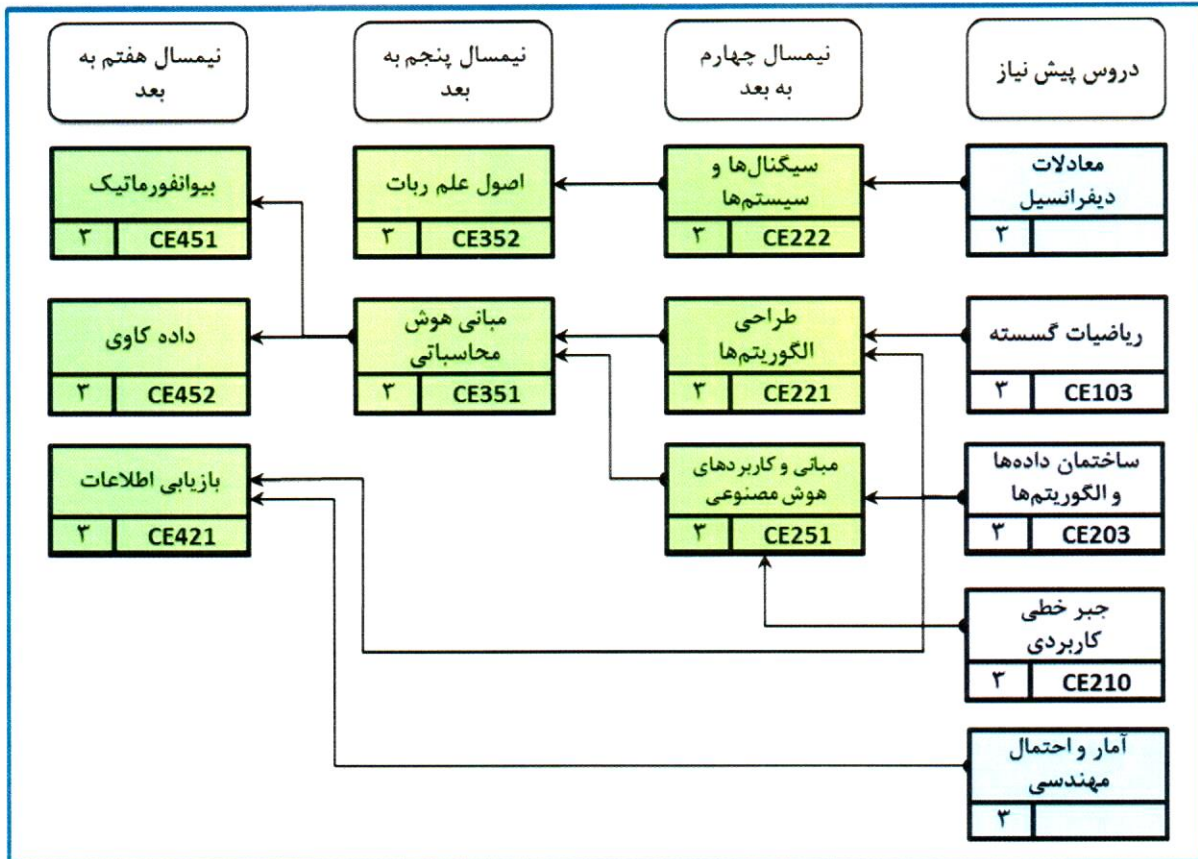 دروس پیش نیاز
نیمسال چهارم
به بعد
نیمسال پنجم به
بعد
نیمسال هفتم به
بعد
معادلات
دیفرانسیل
۳
سیگنال‌ها و
سیستم‌ها
CE222 ۳
اصول علم ربات
CE352 ۳
بیوانفورماتیک
CE451 ۳
ریاضیات گسسته
CE103 ۳
طراحی
الگوریتم‌ها
CE221 ۳
مبانی هوش
محاسباتی
CE351 ۳
داده کاوی
CE452 ۳
ساختمان داده‌ها
و الگوریتم‌ها
CE203 ۳
مبانی و کاربردهای
هوش مصنوعی
CE251 ۳
بازیابی اطلاعات
CE421 ۳
جبر خطی
کاربردی
CE210 ۳
آمار و احتمال
مهندسی
۳